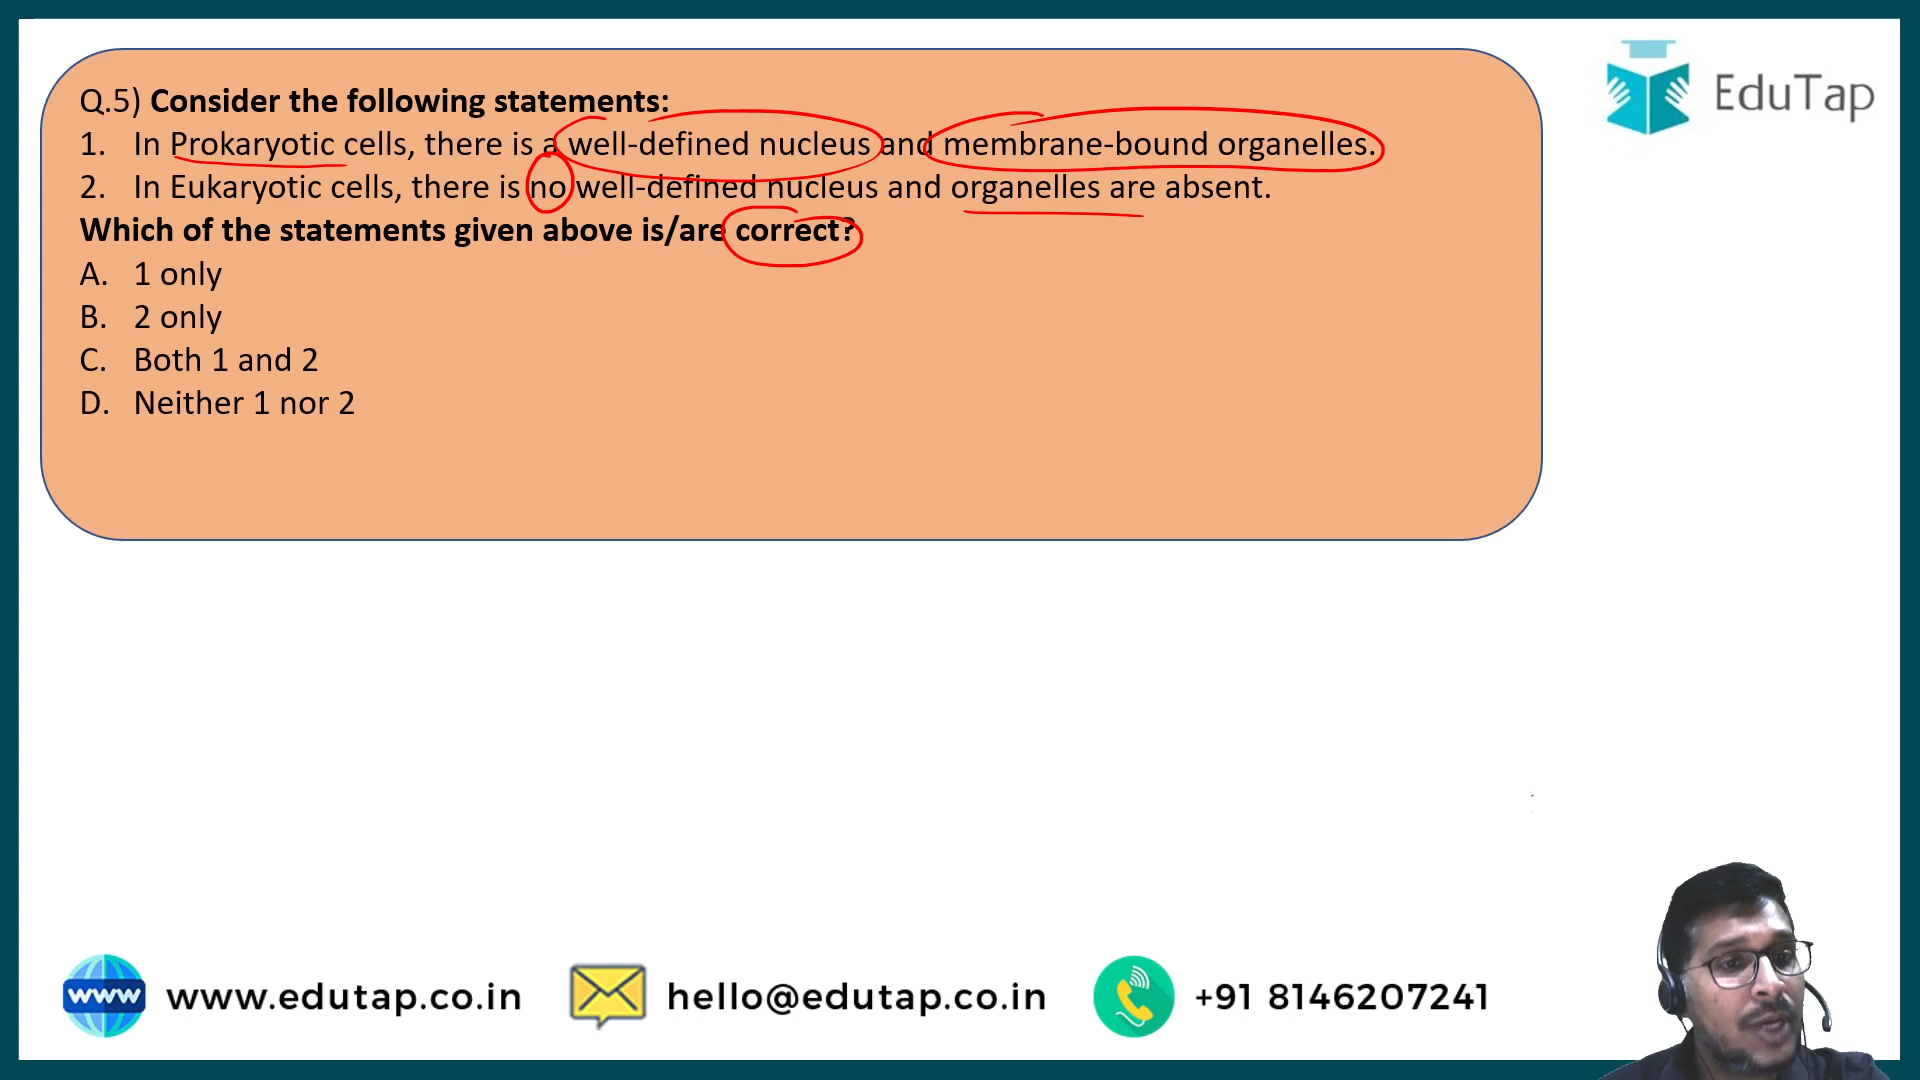 Q.5) Consider the following statements:
1. In Prokaryotic cells, there is a well-defined nucleus and membrane-bound organelles.
2. In Eukaryotic cells, there is no well-defined nucleus and organelles are absent.
Which of the statements given above is/are correct?
A. 1 only
B. 2 only
C. Both 1 and 2
D. Neither 1 nor 2
EduTap
www www.edutap.co.in hello@edutap.co.in +91 8146207241